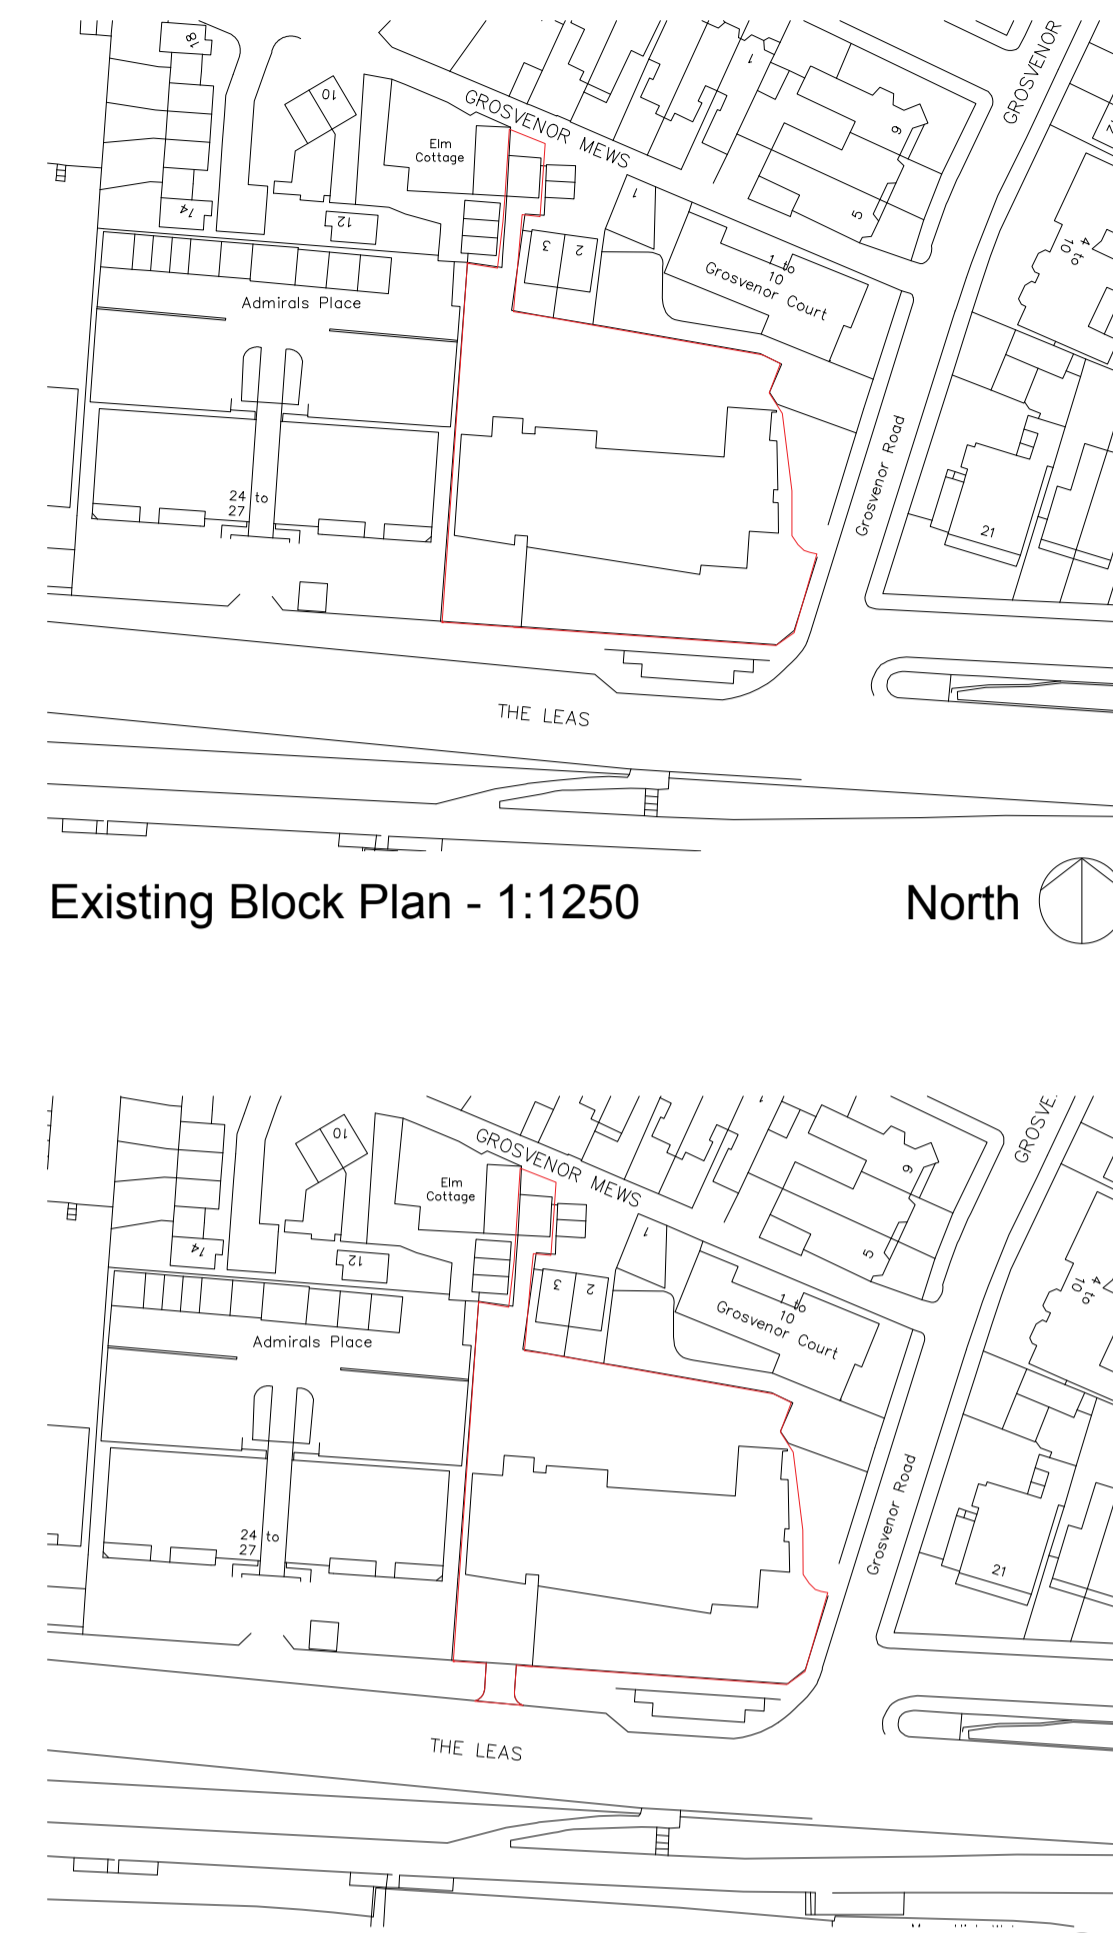 18
10
GROSVENOR MEWS
1
GROSVENOR
9
Elm
Cottage
14
12
3
2
1
5
4 to
10
1 to
10
Grosvenor Court
Admirals Place
24 to
27
Grosvenor Road
21
THE LEAS
Existing Block Plan - 1:1250
North
10
GROSVENOR MEWS
1
GROSVE
9
Elm
Cottage
14
12
3
2
1
5
4 to
10
1 to
10
Grosvenor Court
Admirals Place
24 to
27
Grosvenor Road
21
THE LEAS